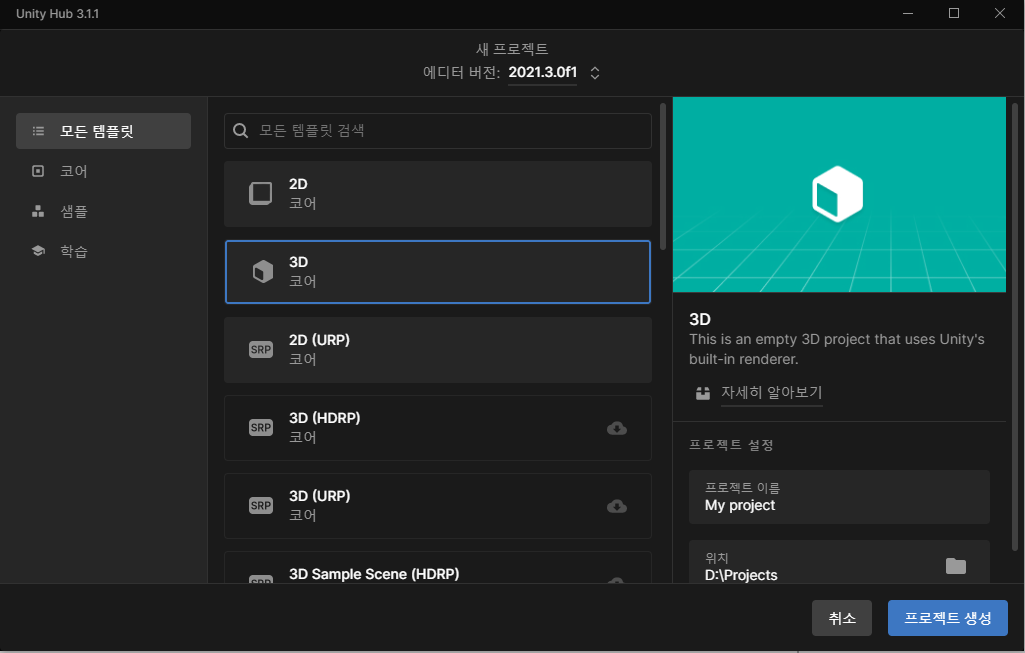 Unity Hub 3.1.1
새 프로젝트
에디터 버전: 2021.3.0f1
모든 템플릿
코어
샘플
학습
모든 템플릿 검색
2D
코어
3D
코어
SRP
2D (URP)
코어
SRP
3D (HDRP)
코어
SRP
3D (URP)
코어
SRP
3D Sample Scene (HDRP)
3D
This is an empty 3D project that uses Unity's
built-in renderer.
자세히 알아보기
프로젝트 설정
프로젝트 이름
My project
위치
D:\Projects
취소
프로젝트 생성